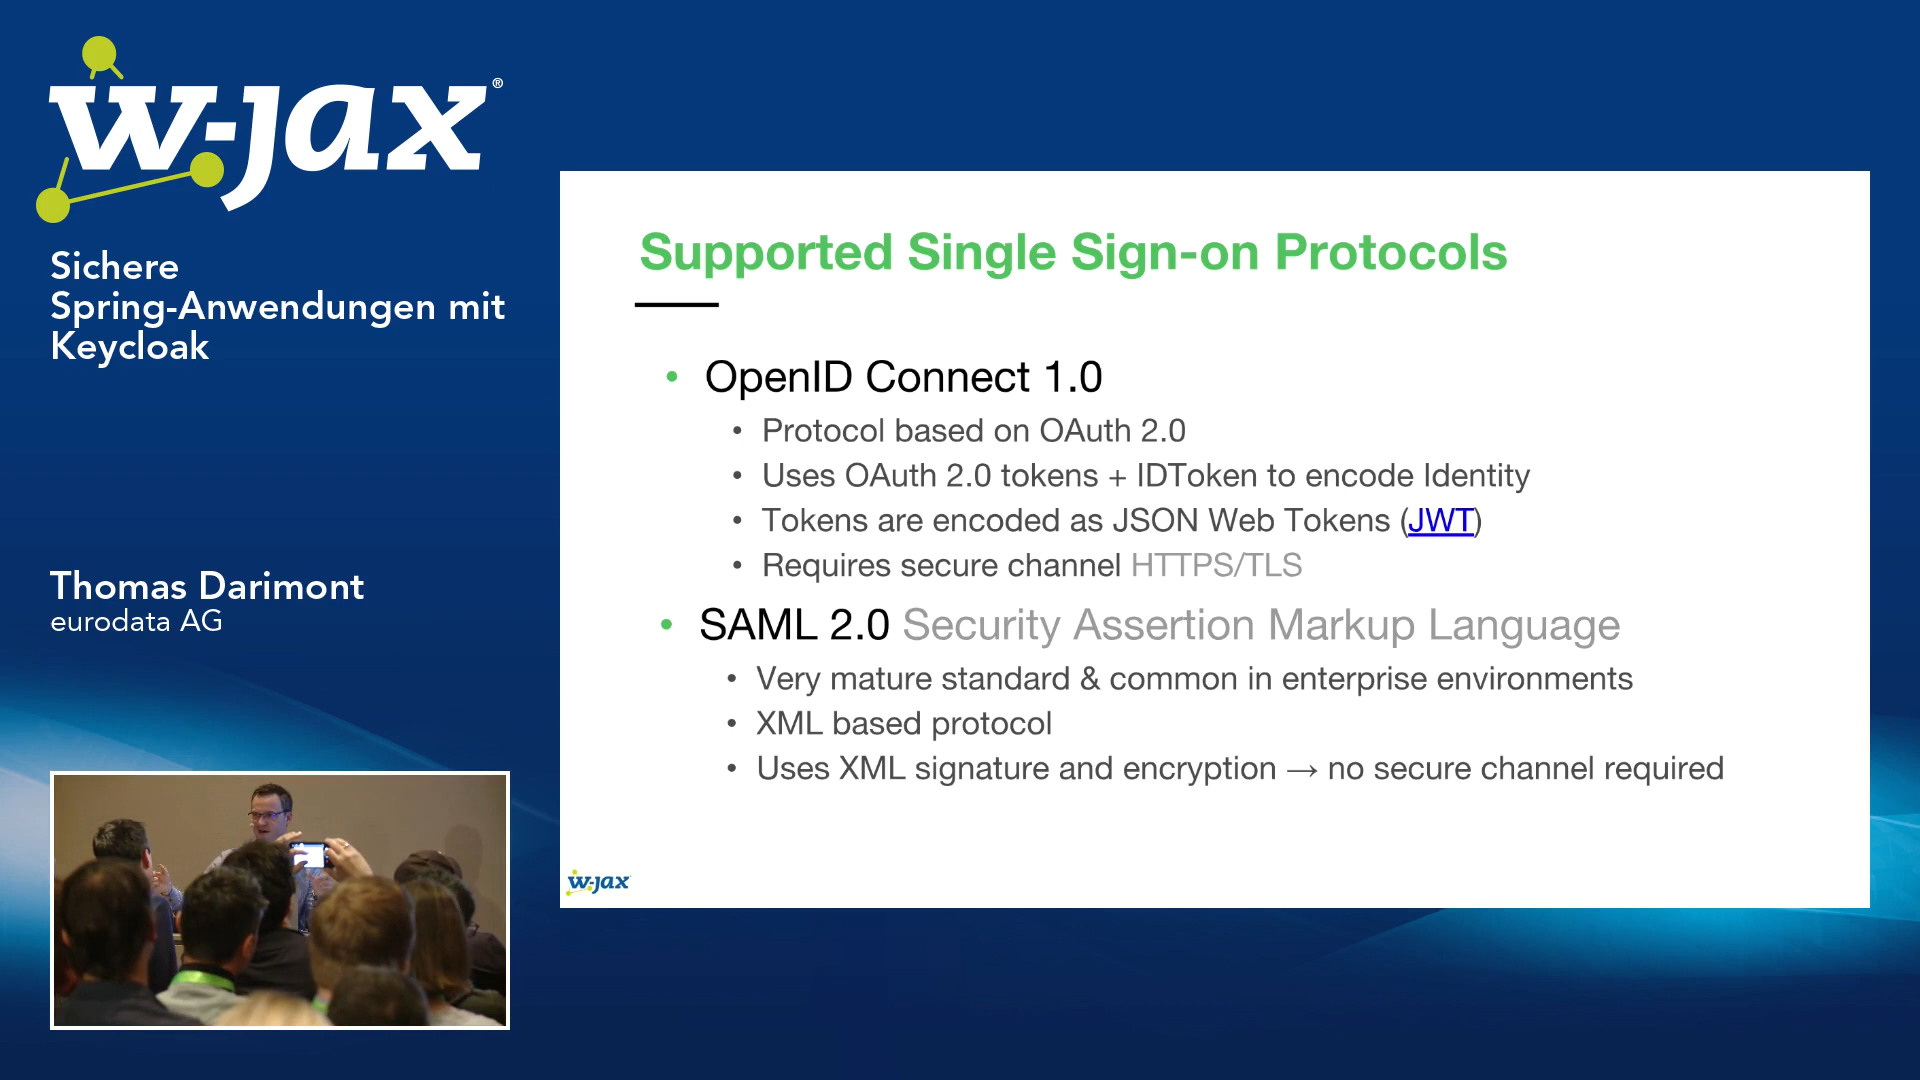 w-jax®
Sichere
Spring-Anwendungen mit
Keycloak
Thomas Darimont
eurodata AG
Supported Single Sign-on Protocols
• OpenID Connect 1.0
• Protocol based on OAuth 2.0
• Uses OAuth 2.0 tokens + IDToken to encode Identity
• Tokens are encoded as JSON Web Tokens (JWT)
• Requires secure channel HTTPS/TLS
• SAML 2.0 Security Assertion Markup Language
• Very mature standard & common in enterprise environments
• XML based protocol
• Uses XML signature and encryption → no secure channel required
w-jax